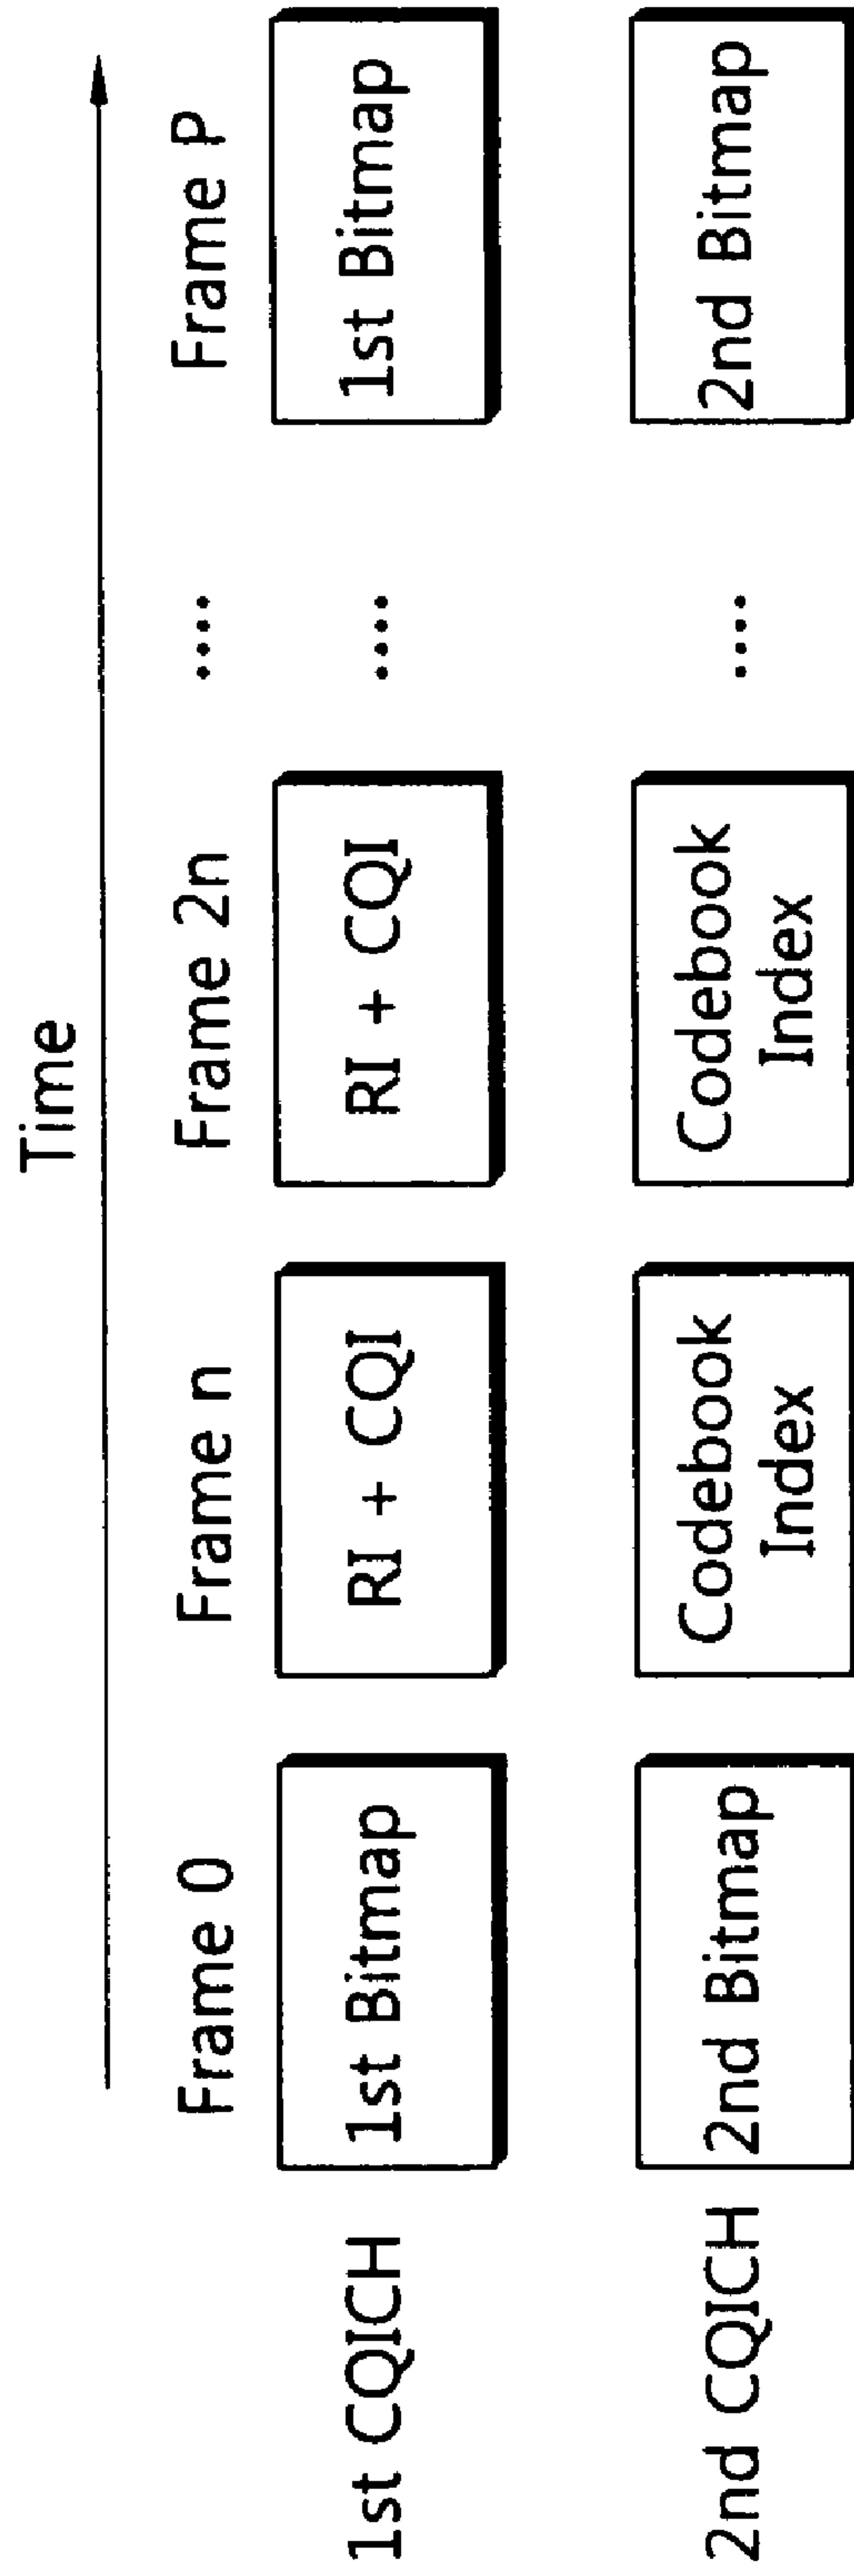 Time
Frame 0 Frame n Frame 2n .... Frame P
1st CQICH 1st Bitmap RI + CQI RI + CQI .... 1st Bitmap
2nd CQICH 2nd Bitmap Codebook Index Codebook Index .... 2nd Bitmap